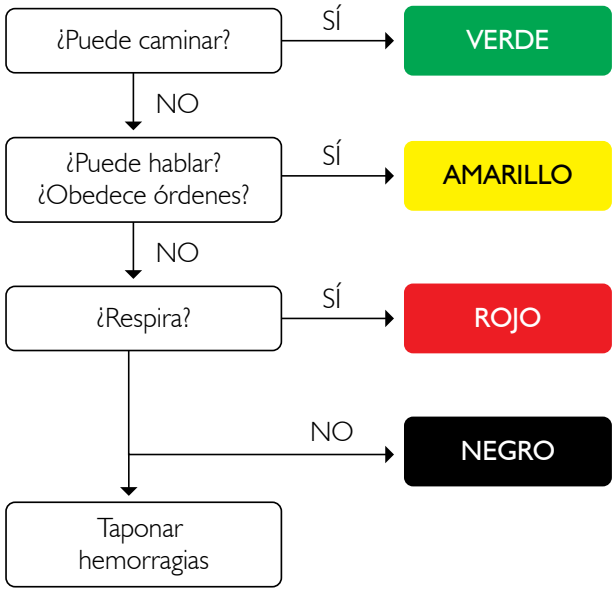 ¿Puede caminar?
SÍ
VERDE
NO
¿Puede hablar?
¿Obedece órdenes?
SÍ
AMARILLO
NO
¿Respira?
SÍ
ROJO
NO
NEGRO
Taponar
hemorragias